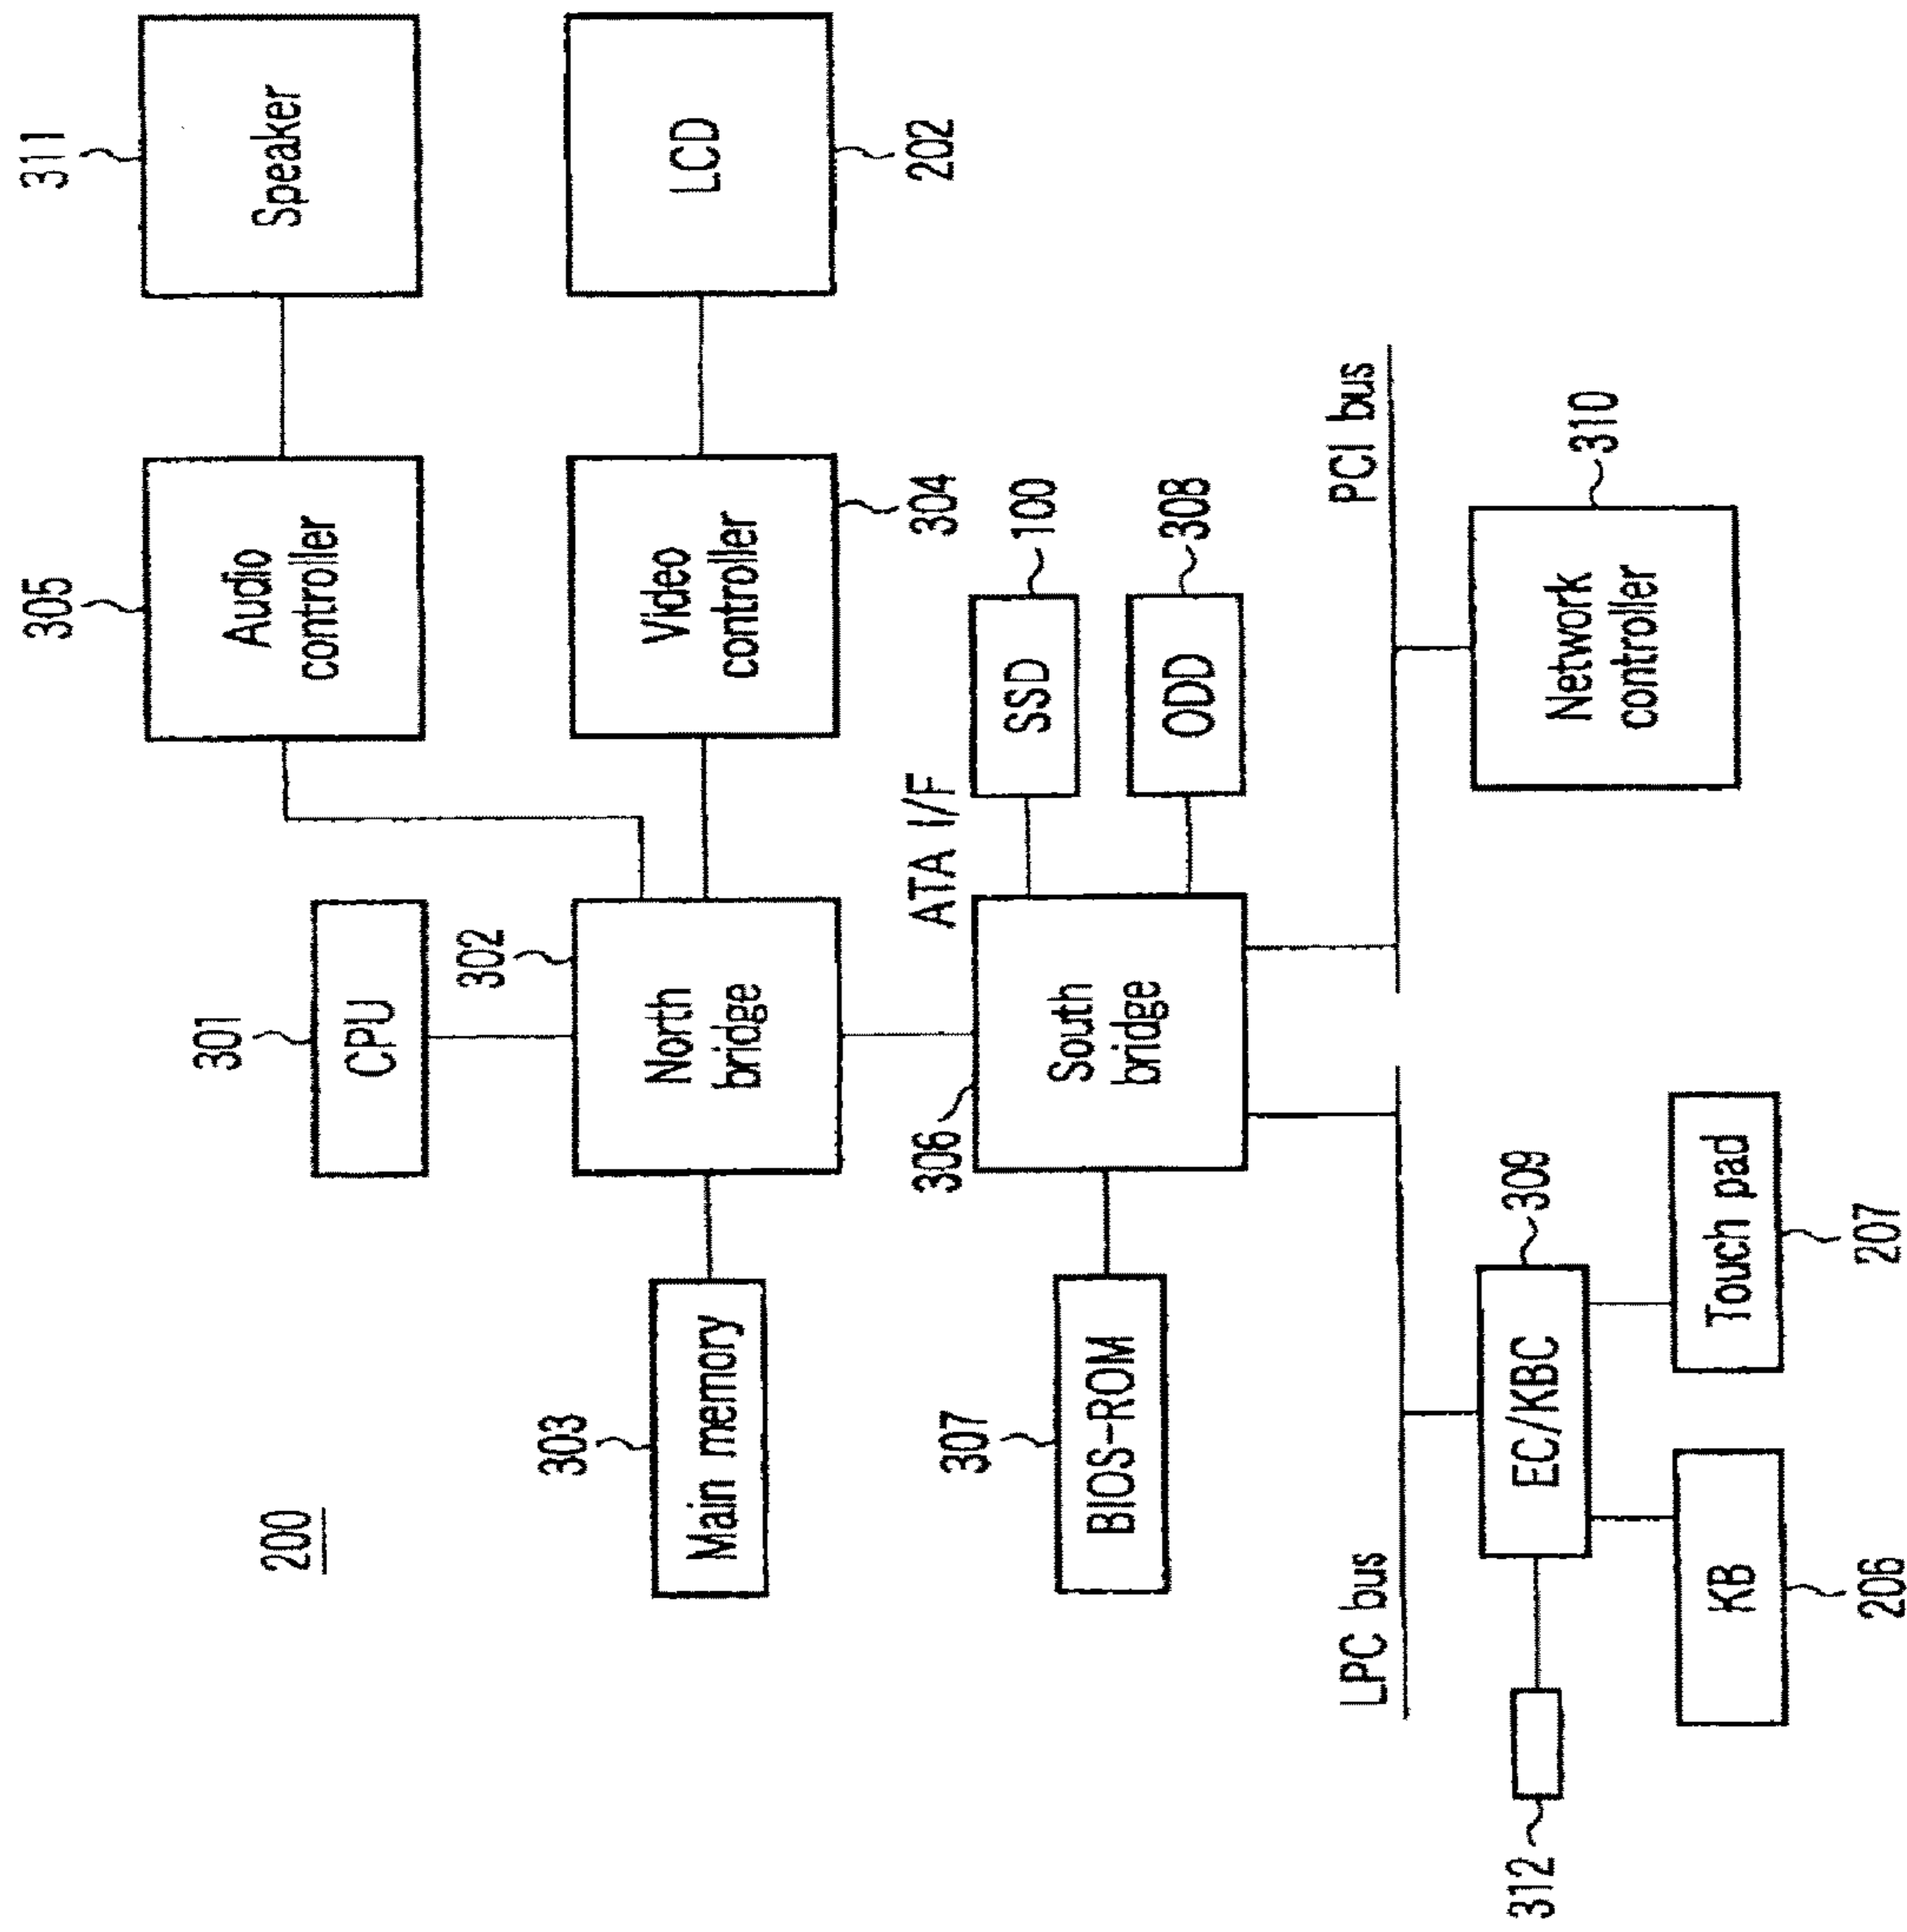 200
301
CPU
302
North
bridge
303
Main memory
305
Audio
controller
311
Speaker
Video
controller
304
LCD
202
306
South
bridge
ATA I/F
SSD
100
ODD
308
307
BIOS-ROM
LPC bus
PCI bus
312
EC/KBC
309
Network
controller
310
KB
206
Touch pad
207